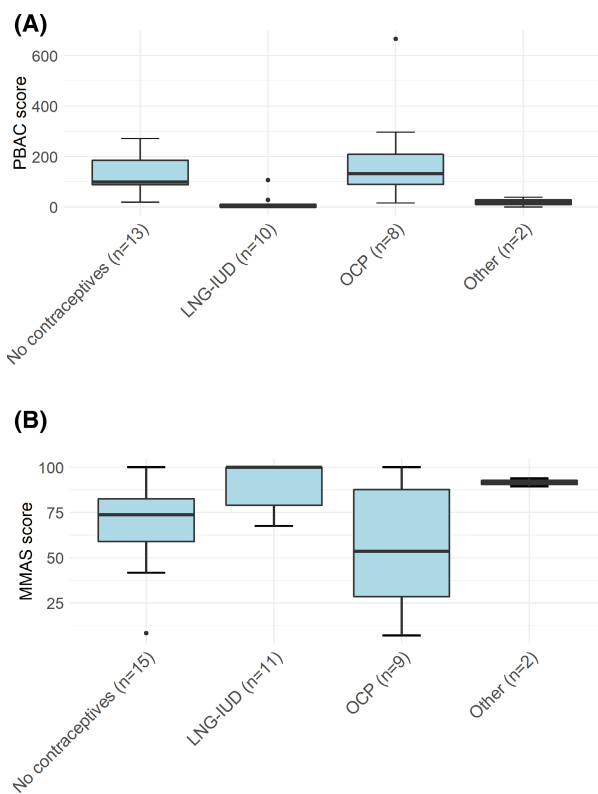 (A)
PBAC score
600
400
200
0
No contraceptives (n=13)
LNG-IUD (n=10)
OCP (n=8)
Other (n=2)
(B)
MMAS score
100
75
50
25
No contraceptives (n=15)
LNG-IUD (n=11)
OCP (n=9)
Other (n=2)